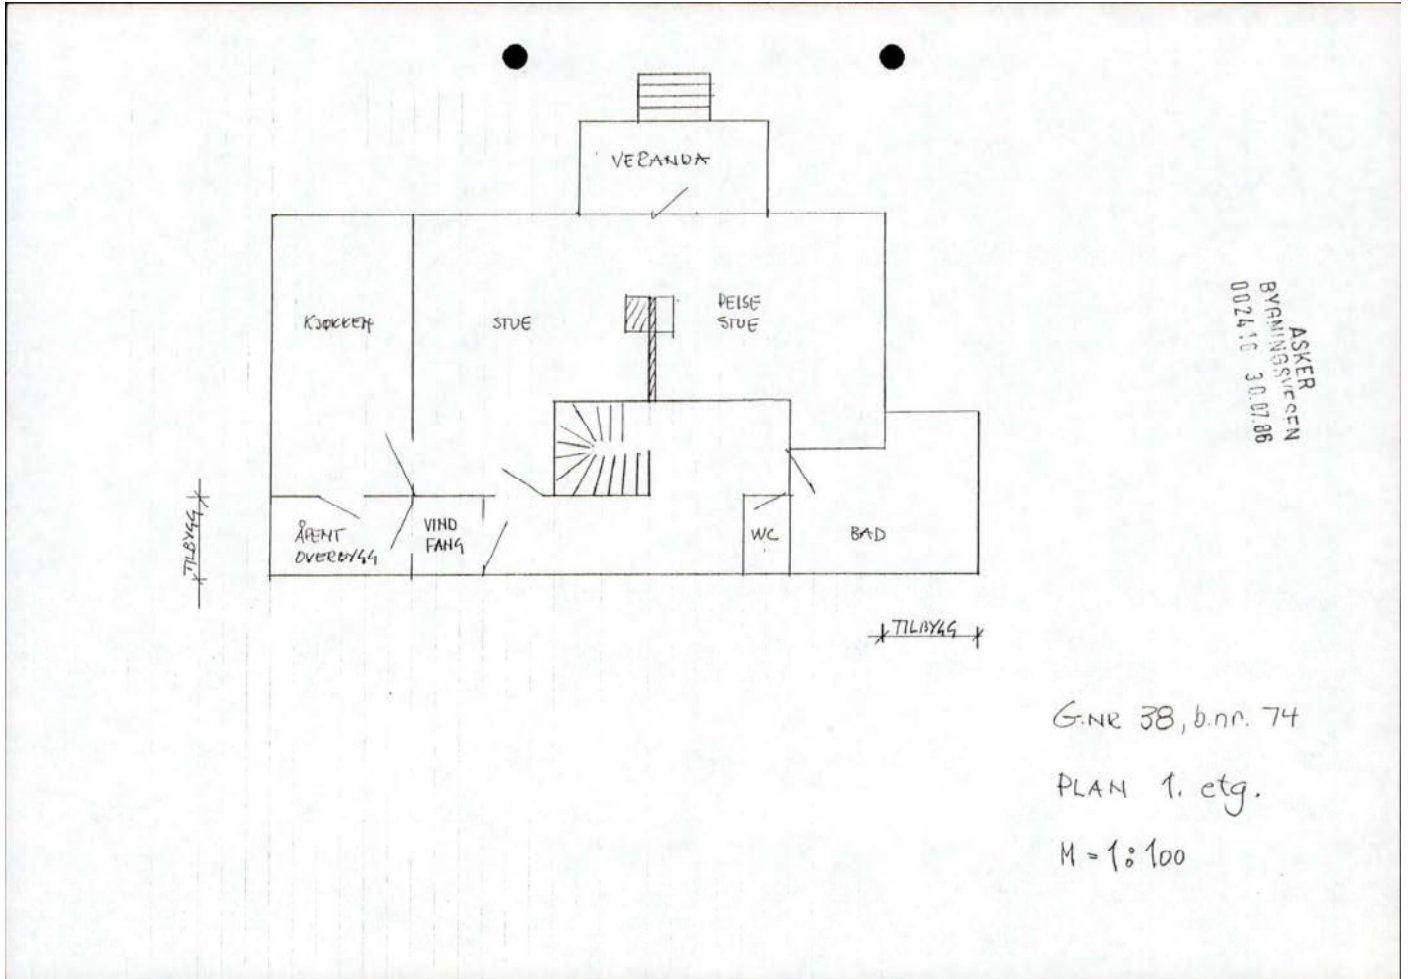 VERANDA
KJØKKEN
STUE
PEISE
STUE
ÅPENT
OVERBYGG
VIND
FANG
WC
BAD
TILBYGG
TILBYGG
ASKER
BYGNINGSVESEN
002416 30.07.86
G.NR 38, b.nr. 74
PLAN 1. etg.
M = 1:100